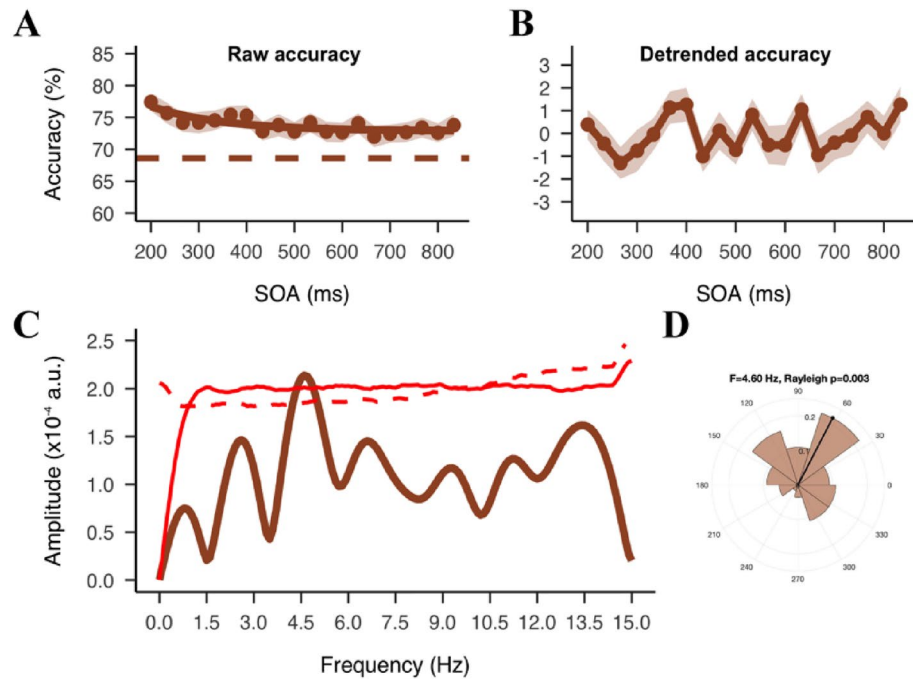 A
Raw accuracy
Accuracy (%)
85
80
75
70
65
60
200 300 400 500 600 700 800
SOA (ms)
B
Detrended accuracy
3
2
1
0
-1
-2
-3
200 300 400 500 600 700 800
SOA (ms)
C
Amplitude (x10⁻⁴ a.u.)
2.5
2.0
1.5
1.0
0.5
0.0
0.0 1.5 3.0 4.5 6.0 7.5 9.0 10.5 12.0 13.5 15.0
Frequency (Hz)
D
F=4.60 Hz, Rayleigh p=0.003
90
120 60
0.2
150 30
0.1
180 0
210 330
240 300
270